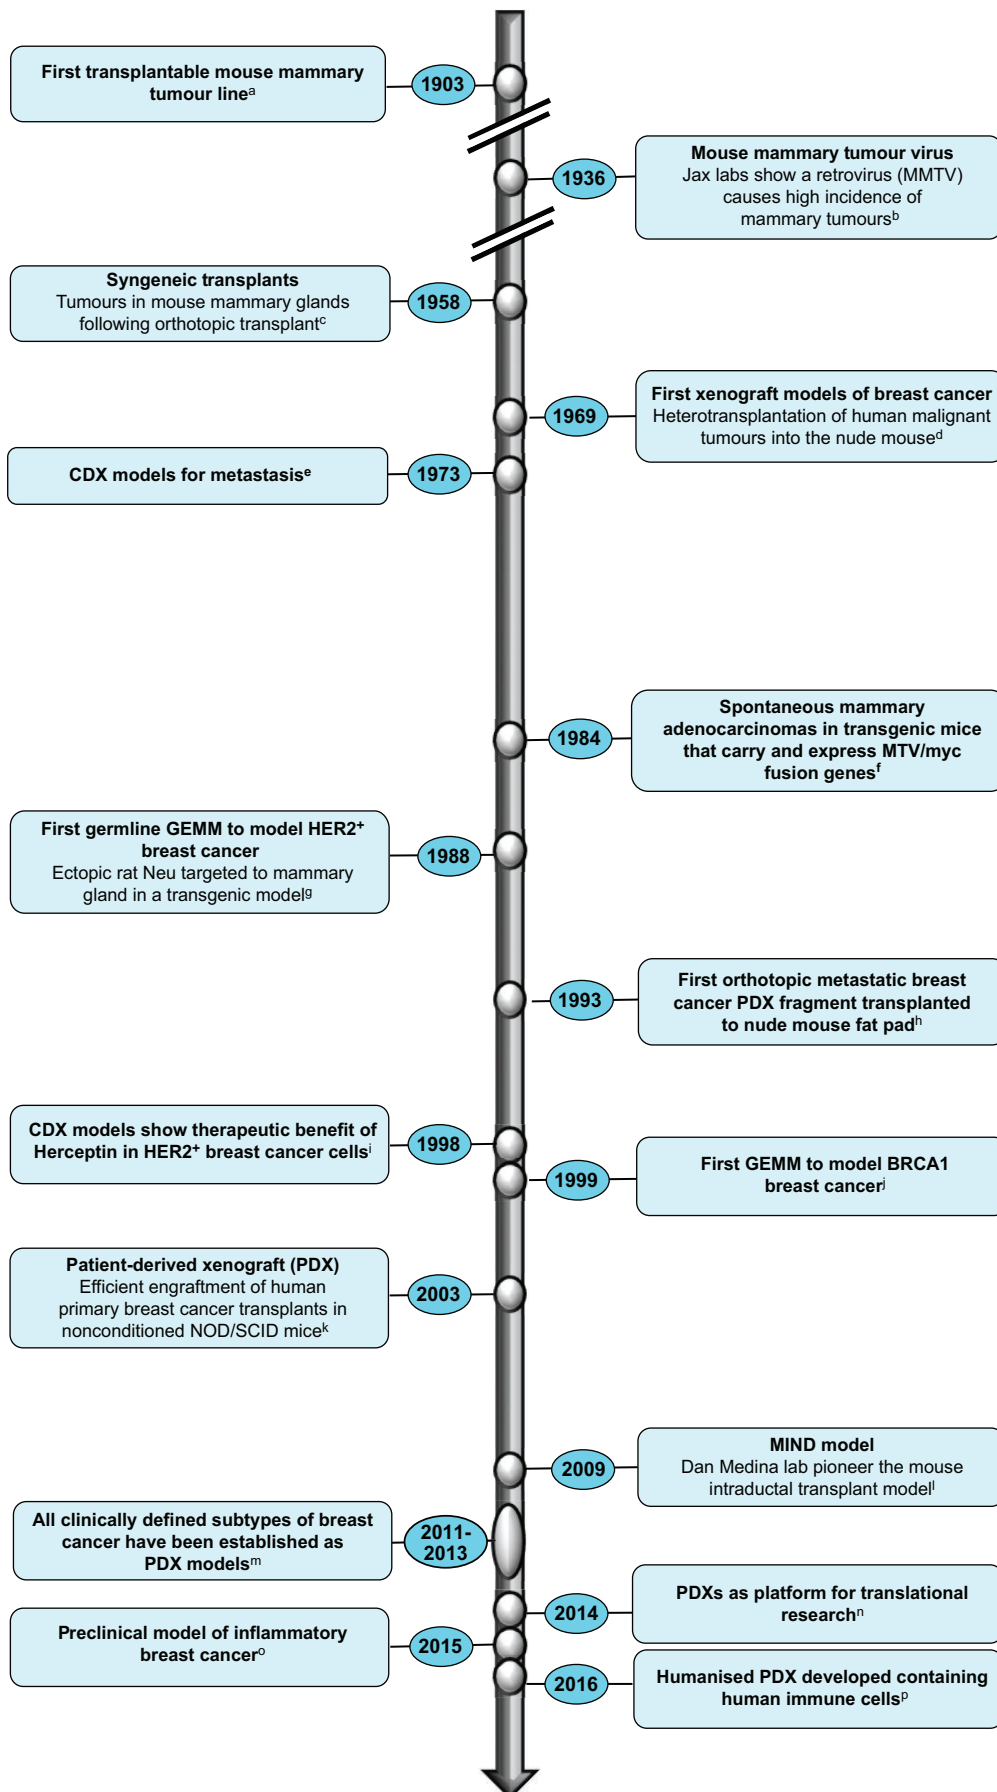 First transplantable mouse mammary
tumour lineᵃ
1903
1936
Mouse mammary tumour virus
Jax labs show a retrovirus (MMTV)
causes high incidence of
mammary tumoursᵇ
Syngeneic transplants
Tumours in mouse mammary glands
following orthotopic transplantᶜ
1958
1969
First xenograft models of breast cancer
Heterotransplantation of human malignant
tumours into the nude mouseᵈ
CDX models for metastasisᵉ
1973
1984
Spontaneous mammary
adenocarcinomas in transgenic mice
that carry and express MTV/myc
fusion genesᶠ
First germline GEMM to model HER2⁺
breast cancer
Ectopic rat Neu targeted to mammary
gland in a transgenic modelᵍ
1988
1993
First orthotopic metastatic breast
cancer PDX fragment transplanted
to nude mouse fat padʰ
CDX models show therapeutic benefit of
Herceptin in HER2⁺ breast cancer cellsⁱ
1998
1999
First GEMM to model BRCA1
breast cancerʲ
Patient-derived xenograft (PDX)
Efficient engraftment of human
primary breast cancer transplants in
nonconditioned NOD/SCID miceᵏ
2003
2009
MIND model
Dan Medina lab pioneer the mouse
intraductal transplant modelˡ
All clinically defined subtypes of breast
cancer have been established as
PDX modelsᵐ
2011-
2013
2014
PDXs as platform for translational
researchⁿ
Preclinical model of inflammatory
breast cancerᵒ
2015
2016
Humanised PDX developed containing
human immune cellsᵖ